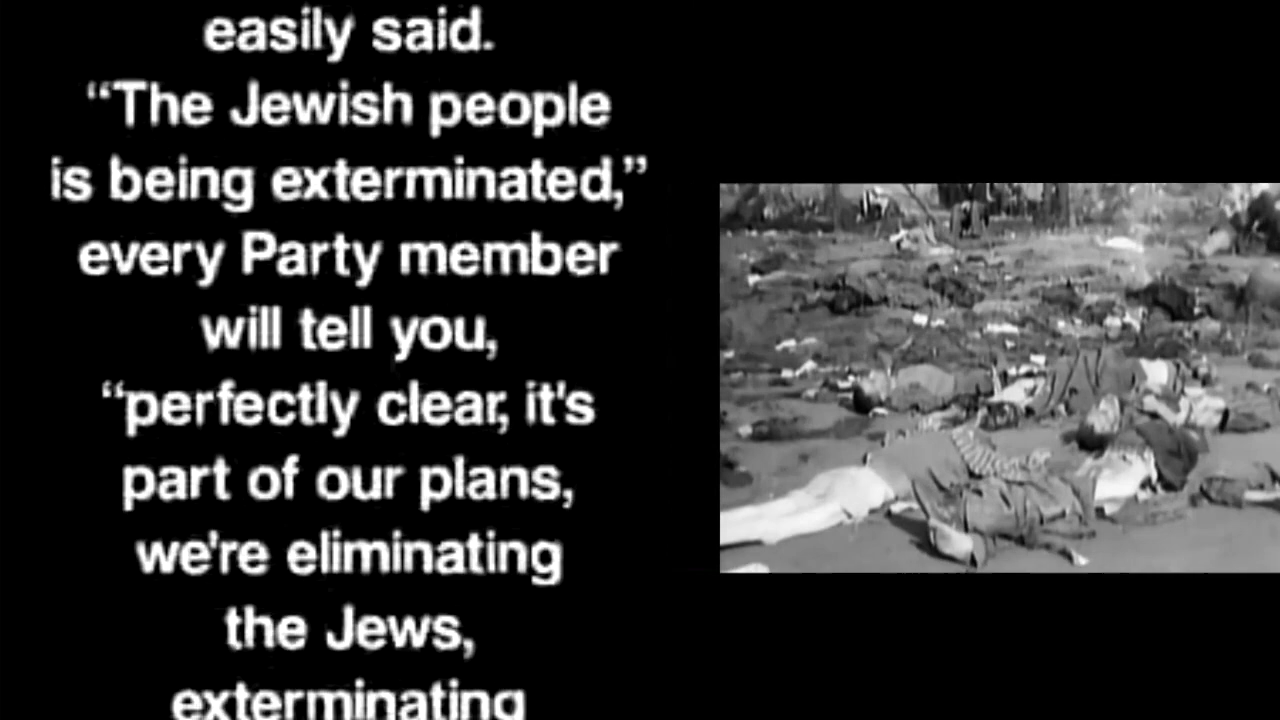 easily said.
“The Jewish people
is being exterminated,”
every Party member
will tell you,
“perfectly clear, it's
part of our plans,
we're eliminating
the Jews,
exterminating